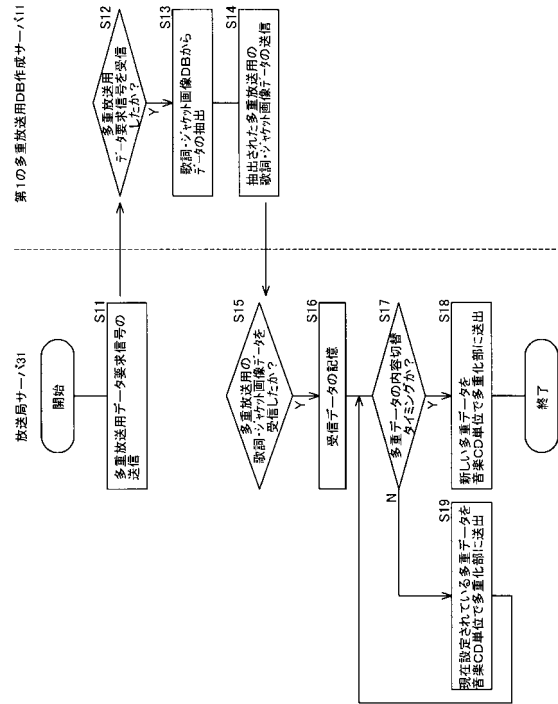 放送局サーバ31
第1の多重放送用DB作成サーバ11
開始
S11
多重放送用データ要求信号の
送信
S12
多重放送用
データ要求信号を受信
したか？
Y
S13
歌詞・ジャケット画像DBから
データの抽出
S14
抽出された多重放送用の
歌詞・ジャケット画像データの送信
S15
多重放送用の
歌詞・ジャケット画像データを
受信したか？
Y
S16
受信データの記憶
S17
多重データの内容切替
タイミングか？
N
Y
S18
新しい多重データを
音楽CD単位で多重化部に送出
S19
現在設定されている多重データを
音楽CD単位で多重化部に送出
終了